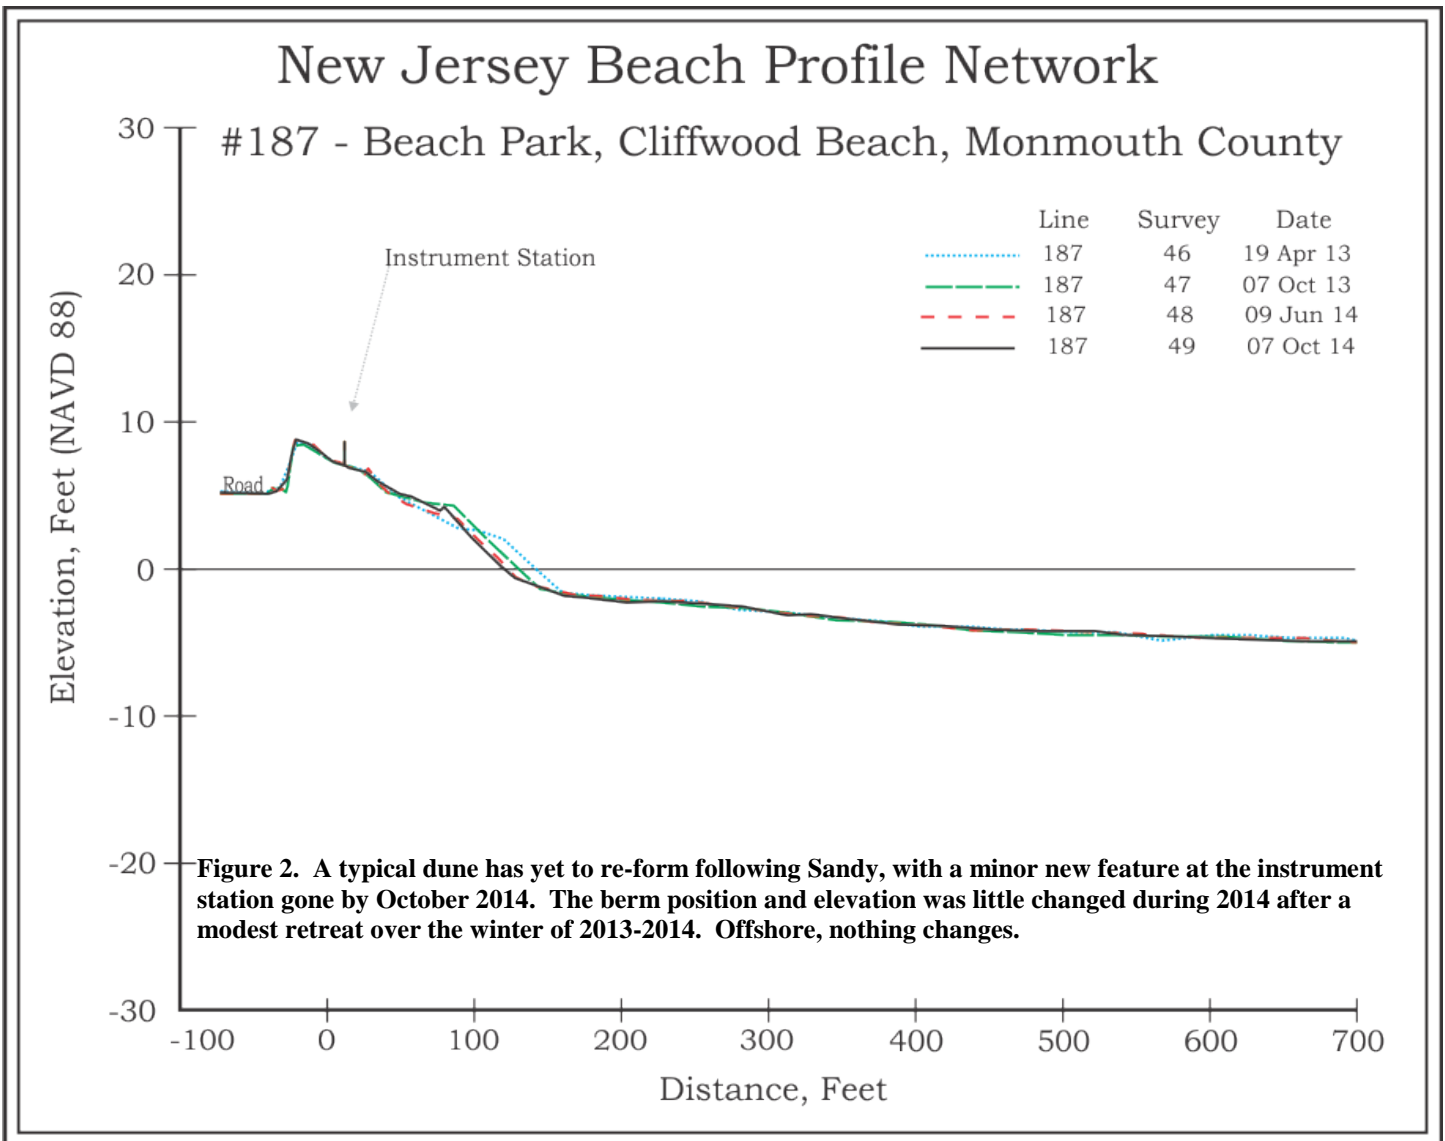 New Jersey Beach Profile Network
#187 - Beach Park, Cliffwood Beach, Monmouth County
Line Survey Date
187 46 19 Apr 13
187 47 07 Oct 13
187 48 09 Jun 14
187 49 07 Oct 14
Instrument Station
Road
Elevation, Feet (NAVD 88)
30
20
10
0
-10
-20
-30
Figure 2. A typical dune has yet to re-form following Sandy, with a minor new feature at the instrument
station gone by October 2014. The berm position and elevation was little changed during 2014 after a
modest retreat over the winter of 2013-2014. Offshore, nothing changes.
-100 0 100 200 300 400 500 600 700
Distance, Feet